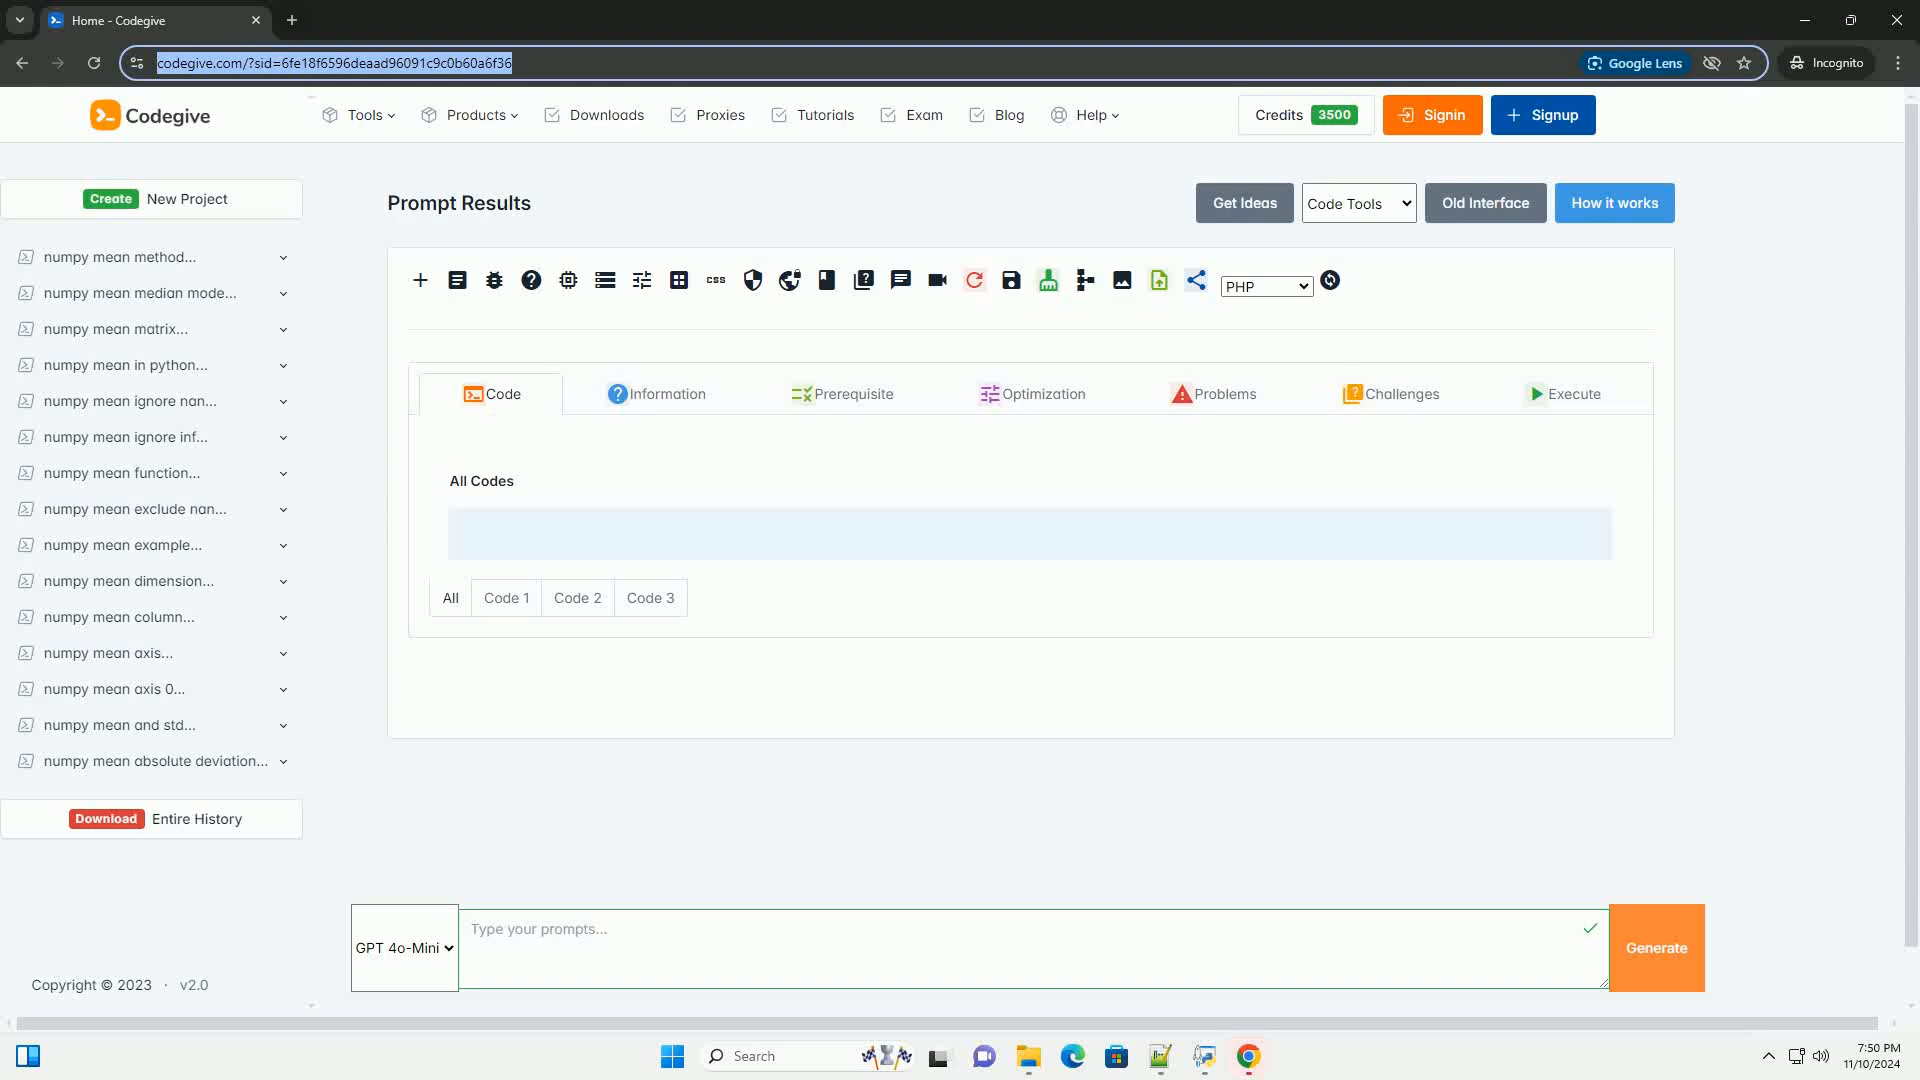 Home - Codegive
codegive.com/?sid=6fe18f6596deaad96091c9c0b60a6f36
Google Lens
Incognito
Codegive
Tools
Products
Downloads
Proxies
Tutorials
Exam
Blog
Help
Credits 3500
Signin
Signup
Create New Project
Prompt Results
Get Ideas
Code Tools
Old Interface
How it works
numpy mean method...
numpy mean median mode...
numpy mean matrix...
numpy mean in python...
numpy mean ignore nan...
numpy mean ignore inf...
numpy mean function...
numpy mean exclude nan...
numpy mean example...
numpy mean dimension...
numpy mean column...
numpy mean axis...
numpy mean axis 0...
numpy mean and std...
numpy mean absolute deviation...
Download Entire History
Copyright © 2023 · v2.0
css
PHP
Code
Information
Prerequisite
Optimization
Problems
Challenges
Execute
All Codes
All
Code 1
Code 2
Code 3
GPT 4o-Mini
Type your prompts...
Generate
Search
7:50 PM
11/10/2024